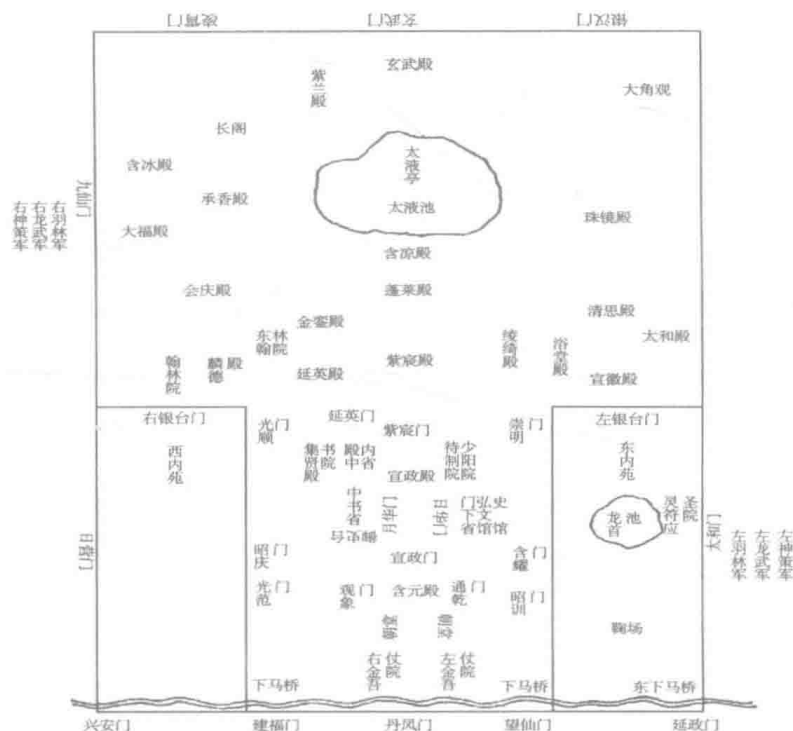 凌霄门 玄武门 银汉门
玄武殿
紫兰殿
大角观
长阁
太液亭
含冰殿
九仙门
承香殿
太液池
右神策军
右龙武军
右羽林军
大福殿
珠镜殿
含凉殿
会庆殿
蓬莱殿
清思殿
金銮殿
东翰林院
绫绮殿
浴堂殿
太和殿
翰林院
麟德殿
延英殿
紫宸殿
宣徽殿
右银台门
光顺门
延英门
紫宸门
崇明门
左银台门
西内苑
集贤殿书院
殿中内省
宣政殿
待制院
少阳院
东内苑
中书省
月华门
日华门
门下省
弘文馆
史馆
龙首池
灵符应圣院
御史台
日营门
太和门
左羽林军
左龙武军
左神策军
昭庆门
宣政门
含耀门
光范门
观象门
含元殿
通乾门
昭训门
朝堂
朝堂
鞠场
右金吾仗院
左金吾仗院
下马桥
下马桥
东下马桥
兴安门 建福门 丹凤门 望仙门 延政门